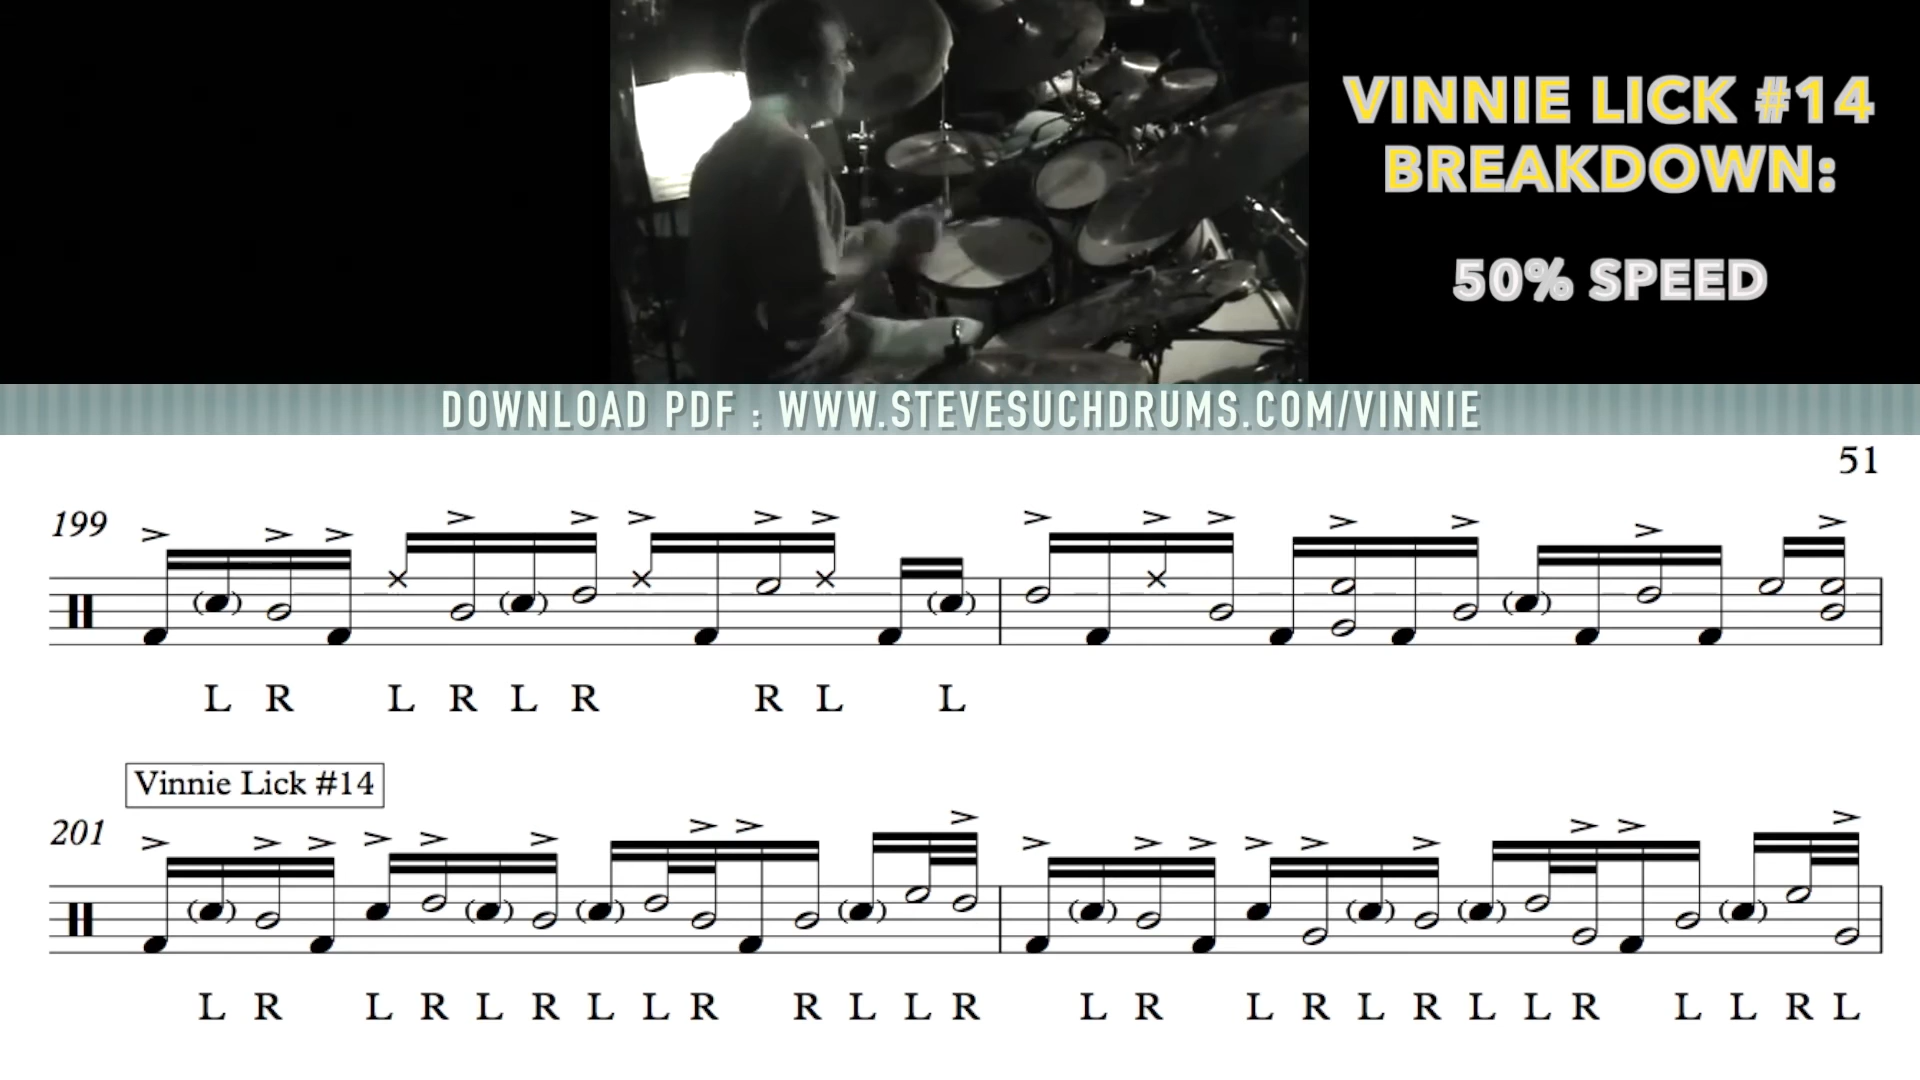 VINNIE LICK #14
BREAKDOWN:
50% SPEED
DOWNLOAD PDF : WWW.STEVESUCHDRUMS.COM/VINNIE
51
199
L R L R L R R L L
Vinnie Lick #14
201
L R L R L R L L R R L L R L R L R L R L L R L L R L